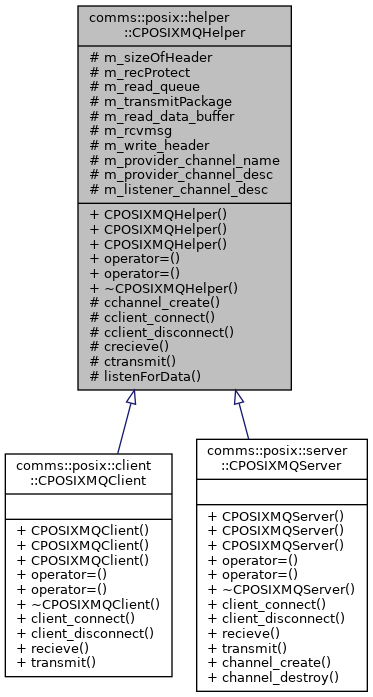 comms::posix::helper
::CPOSIXMQHelper
# m_sizeOfHeader
# m_recProtect
# m_read_queue
# m_transmitPackage
# m_read_data_buffer
# m_rcvmsg
# m_write_header
# m_provider_channel_name
# m_provider_channel_desc
# m_listener_channel_desc
+ CPOSIXMQHelper()
+ CPOSIXMQHelper()
+ CPOSIXMQHelper()
+ operator=()
+ operator=()
+ ~CPOSIXMQHelper()
# cchannel_create()
# cclient_connect()
# cclient_disconnect()
# crecieve()
# ctransmit()
# listenForData()
comms::posix::client
::CPOSIXMQClient
+ CPOSIXMQClient()
+ CPOSIXMQClient()
+ CPOSIXMQClient()
+ operator=()
+ operator=()
+ ~CPOSIXMQClient()
+ client_connect()
+ client_disconnect()
+ recieve()
+ transmit()
comms::posix::server
::CPOSIXMQServer
+ CPOSIXMQServer()
+ CPOSIXMQServer()
+ CPOSIXMQServer()
+ operator=()
+ operator=()
+ ~CPOSIXMQServer()
+ client_connect()
+ client_disconnect()
+ recieve()
+ transmit()
+ channel_create()
+ channel_destroy()